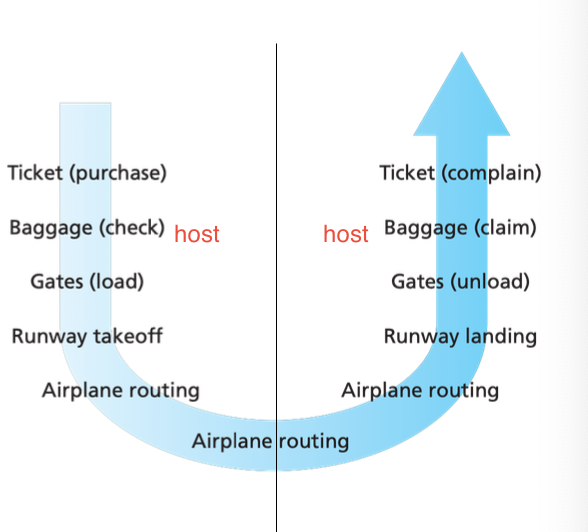 Ticket (purchase)
Ticket (complain)
Baggage (check)
host
host
Baggage (claim)
Gates (load)
Gates (unload)
Runway takeoff
Runway landing
Airplane routing
Airplane routing
Airplane routing